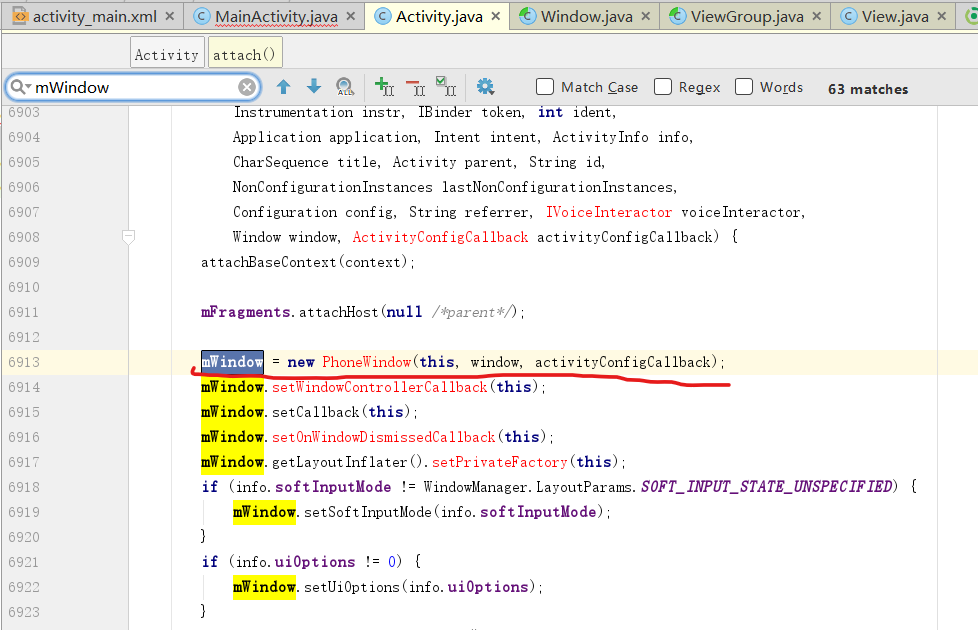 activity_main.xml × MainActivity.java × Activity.java × Window.java × ViewGroup.java × View.java ×
Activity attach()
mWindow Match Case Regex Words 63 matches
6903 Instrumentation instr, IBinder token, int ident,
6904 Application application, Intent intent, ActivityInfo info,
6905 CharSequence title, Activity parent, String id,
6906 NonConfigurationInstances lastNonConfigurationInstances,
6907 Configuration config, String referrer, IVoiceInteractor voiceInteractor,
6908 Window window, ActivityConfigCallback activityConfigCallback) {
6909 attachBaseContext(context);
6910
6911 mFragments.attachHost(null /*parent*/);
6912
6913 mWindow = new PhoneWindow(this, window, activityConfigCallback);
6914 mWindow.setWindowControllerCallback(this);
6915 mWindow.setCallback(this);
6916 mWindow.setOnWindowDismissedCallback(this);
6917 mWindow.getLayoutInflater().setPrivateFactory(this);
6918 if (info.softInputMode != WindowManager.LayoutParams.SOFT_INPUT_STATE_UNSPECIFIED) {
6919 mWindow.setSoftInputMode(info.softInputMode);
6920 }
6921 if (info.uiOptions != 0) {
6922 mWindow.setUiOptions(info.uiOptions);
6923 }